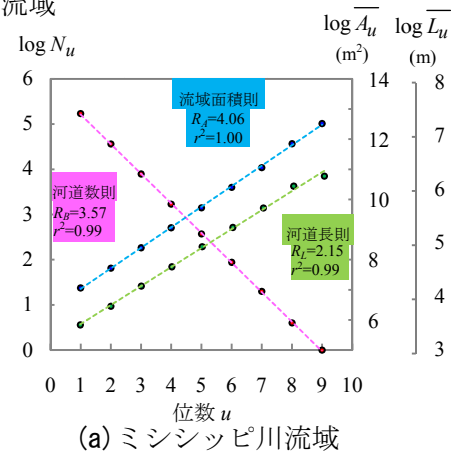 流域
log N_u
log \overline{A_u}
(m²)
log \overline{L_u}
(m)
6
5
4
3
2
1
0
14
12
10
8
6
8
7
6
5
4
3
流域面積則
R_A=4.06
r²=1.00
河道数則
R_B=3.57
r²=0.99
河道長則
R_L=2.15
r²=0.99
0 1 2 3 4 5 6 7 8 9 10
位数 u
(a) ミシシッピ川流域